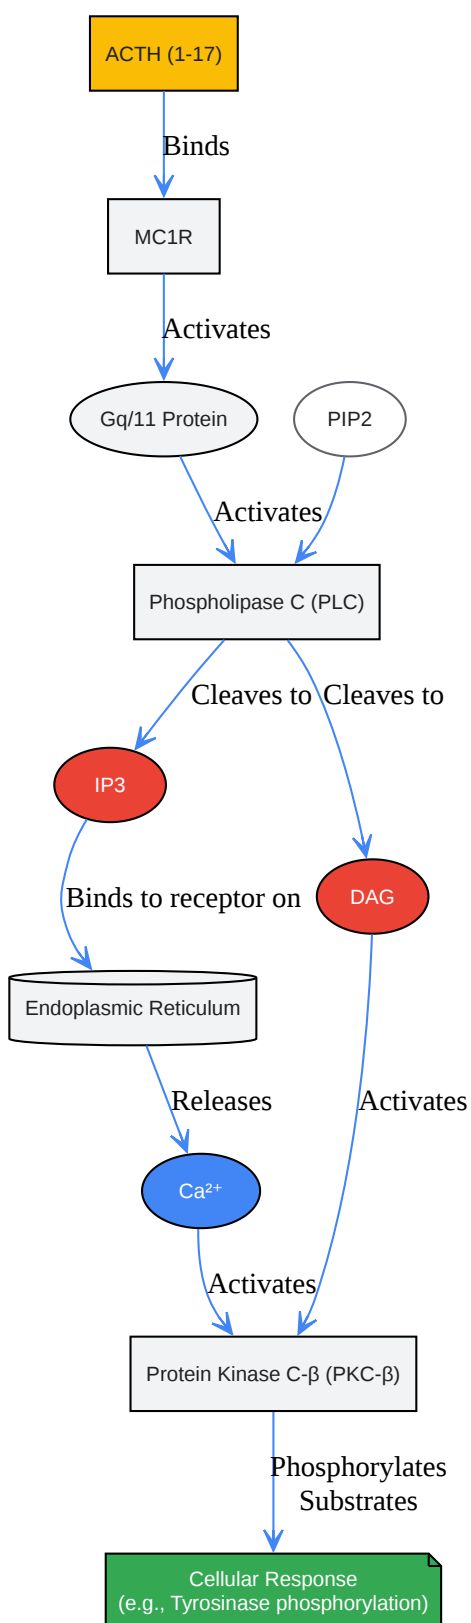 ACTH (1-17)
Binds
MC1R
Activates
Gq/11 Protein
PIP2
Activates
Phospholipase C (PLC)
Cleaves to
Cleaves to
IP3
DAG
Binds to receptor on
Endoplasmic Reticulum
Releases
Activates
Ca²⁺
Activates
Protein Kinase C-β (PKC-β)
Phosphorylates
Substrates
Cellular Response
(e.g., Tyrosinase phosphorylation)